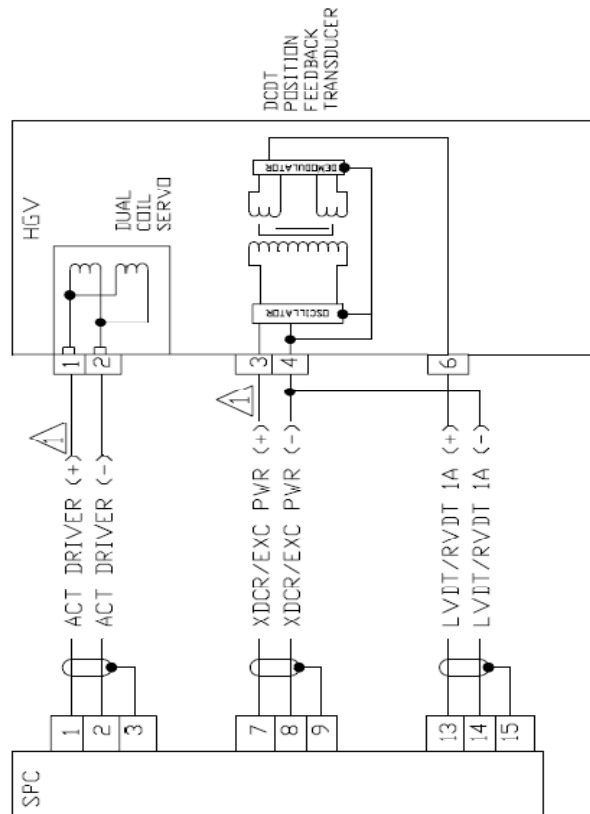 DCDT
POSITION
FEEDBACK
TRANSDUCER
HGV
DUAL
COIL
SERVO
DEMODULATOR
OSCILLATOR
1
2
3
4
6
1
1
ACT DRIVER (+)
ACT DRIVER (-)
XDCR/EXC PWR (+)
XDCR/EXC PWR (-)
LVDT/RVDT 1A (+)
LVDT/RVDT 1A (-)
1
2
3
7
8
9
13
14
15
SPC